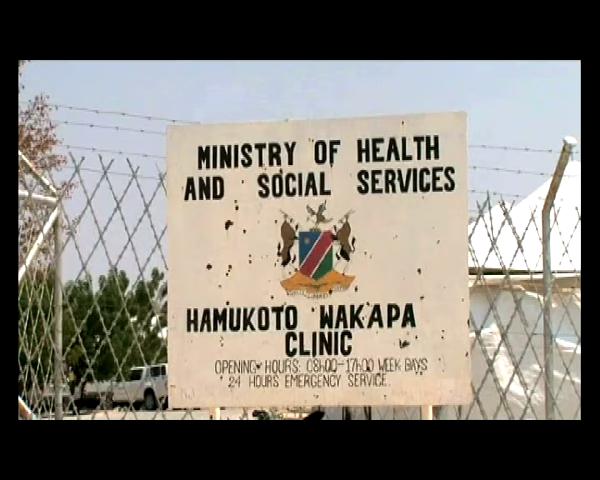 MINISTRY OF HEALTH
AND SOCIAL SERVICES
HAMUKOTO WAKAPA
CLINIC
OPENING HOURS: 08H00-17H00 WEEK DAYS
24 HOURS EMERGENCY SERVICE.